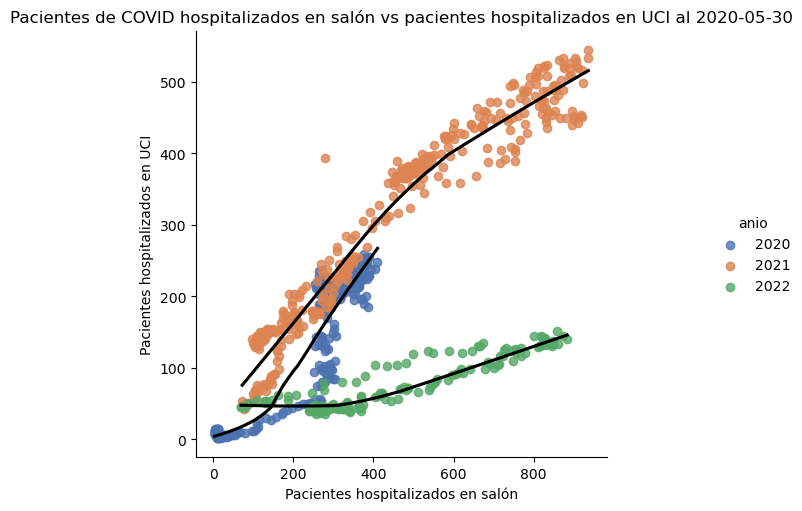 Pacientes de COVID hospitalizados en salón vs pacientes hospitalizados en UCI al 2020-05-30
Pacientes hospitalizados en UCI
500
400
300
200
100
0
0 200 400 600 800
Pacientes hospitalizados en salón
anio
2020
2021
2022